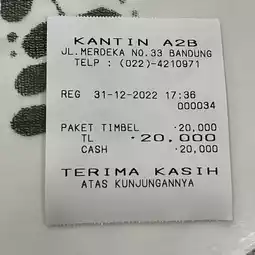 KANTIN A2B
JL.MERDEKA NO.33 BANDUNG
TELP : (022)-4210971
REG 31-12-2022 17:36
000034
PAKET TIMBEL ·20,000
TL ·20,000
CASH ·20,000
TERIMA KASIH
ATAS KUNJUNGANNYA